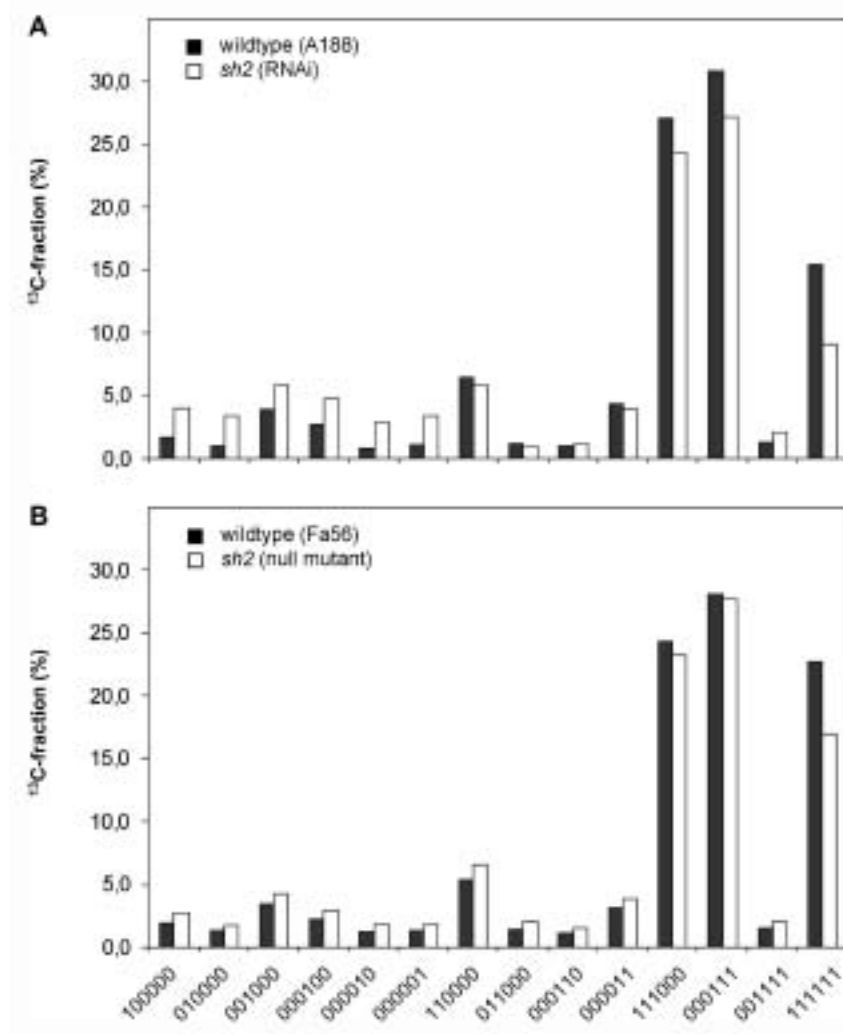 A
wildtype (A188)
sh2 (RNAi)
30,0
25,0
20,0
15,0
10,0
5,0
0,0
¹³C-fraction (%)
B
wildtype (Fa56)
sh2 (null mutant)
30,0
25,0
20,0
15,0
10,0
5,0
0,0
¹³C-fraction (%)
100000 010000 001000 000100 000010 000001 110000 011000 000110 000011 111000 000111 001111 111111